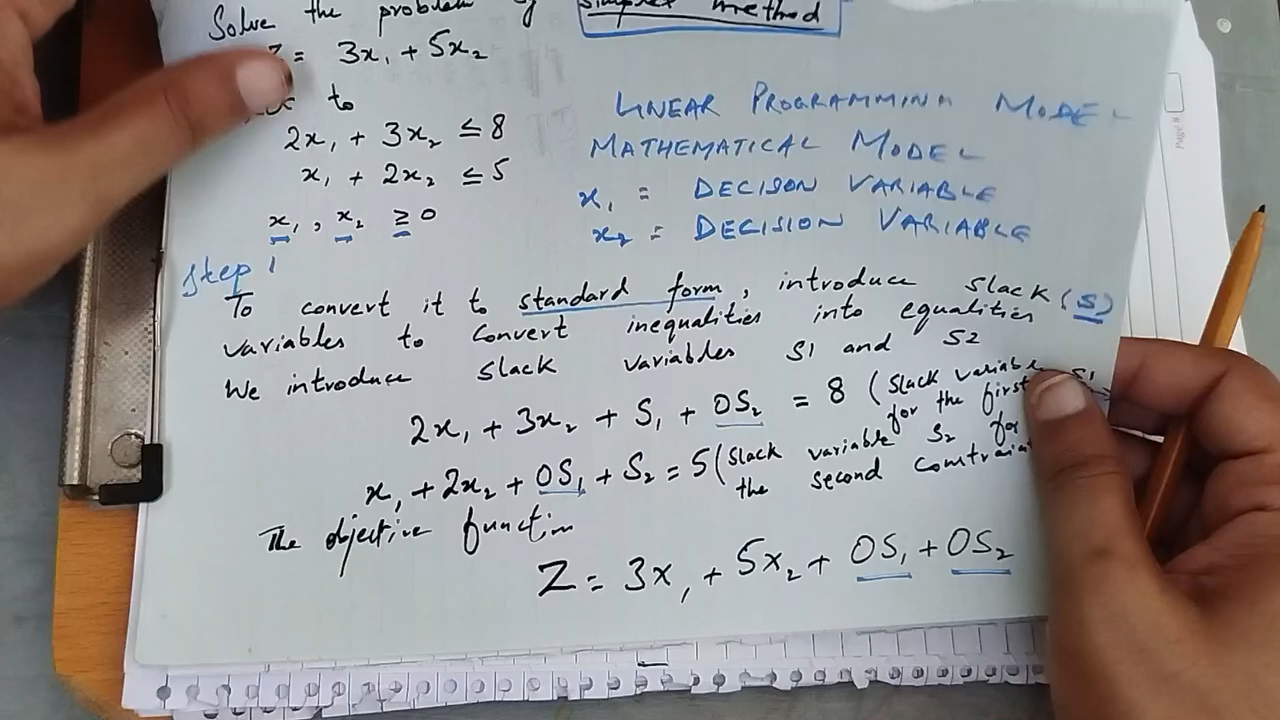 Solve the problem by simplex method
Z = 3x₁ + 5x₂
to
2x₁ + 3x₂ ≤ 8
x₁ + 2x₂ ≤ 5
x₁ , x₂ ≥ 0
LINEAR PROGRAMMING MODEL
MATHEMATICAL MODEL
x₁ = DECISON VARIABLE
x₂ = DECISION VARIABLE
Step 1
To convert it to standard form, introduce slack (S)
variables to convert inequalities into equalities
We introduce slack variables S1 and S2
2x₁ + 3x₂ + S₁ + 0S₂ = 8 (slack variable S1
for the first
x₁ + 2x₂ + 0S₁ + S₂ = 5 (slack variable S₂ for
the second constraint
The objective function
Z = 3x₁ + 5x₂ + 0S₁ + 0S₂